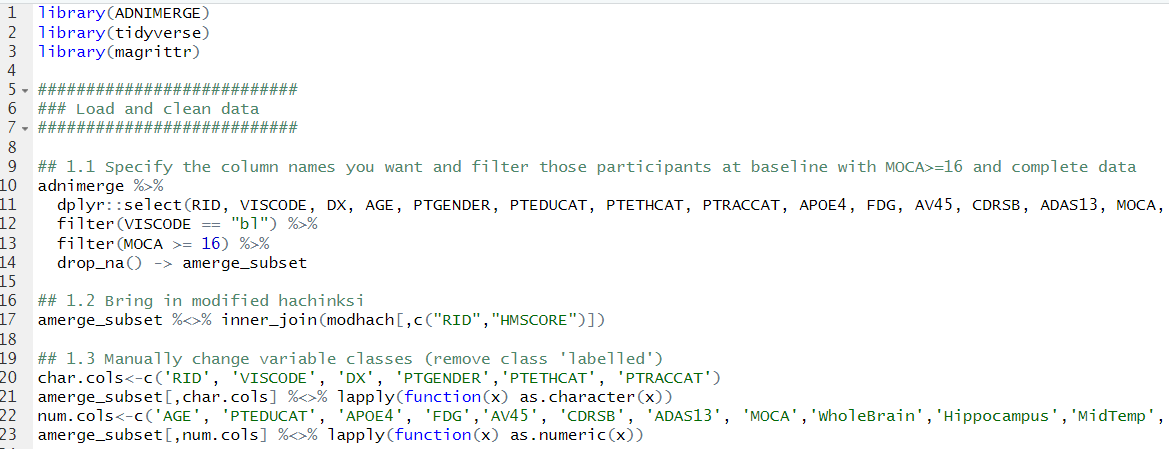 1 library(ADNIMERGE)
2 library(tidyverse)
3 library(magrittr)
4
5 ###########################
6 ### Load and clean data
7 ###########################
8
9 ## 1.1 Specify the column names you want and filter those participants at baseline with MOCA>=16 and complete data
10 adnimerge %>%
11 dplyr::select(RID, VISCODE, DX, AGE, PTGENDER, PTEDUCAT, PTETHCAT, PTRACCAT, APOE4, FDG, AV45, CDRSB, ADAS13, MOCA,
12 filter(VISCODE == "bl") %>%
13 filter(MOCA >= 16) %>%
14 drop_na() -> amerge_subset
15
16 ## 1.2 Bring in modified hachinksi
17 amerge_subset %<>% inner_join(modhach[,c("RID","HMSCORE")])
18
19 ## 1.3 Manually change variable classes (remove class 'labelled')
20 char.cols<-c('RID', 'VISCODE', 'DX', 'PTGENDER','PTETHCAT', 'PTRACCAT')
21 amerge_subset[,char.cols] %<>% lapply(function(x) as.character(x))
22 num.cols<-c('AGE', 'PTEDUCAT', 'APOE4', 'FDG','AV45', 'CDRSB', 'ADAS13', 'MOCA','WholeBrain','Hippocampus','MidTemp',
23 amerge_subset[,num.cols] %<>% lapply(function(x) as.numeric(x))